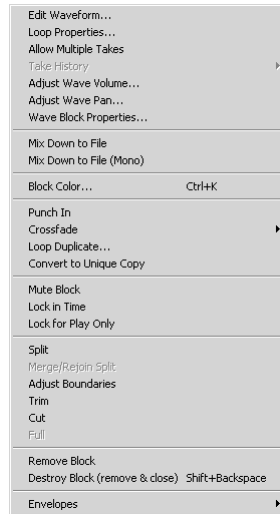 Edit Waveform...
Loop Properties...
Allow Multiple Takes
Take History
Adjust Wave Volume...
Adjust Wave Pan...
Wave Block Properties...
Mix Down to File
Mix Down to File (Mono)
Block Color... Ctrl+K
Punch In
Crossfade
Loop Duplicate...
Convert to Unique Copy
Mute Block
Lock in Time
Lock for Play Only
Split
Merge/Rejoin Split
Adjust Boundaries
Trim
Cut
Full
Remove Block
Destroy Block (remove & close) Shift+Backspace
Envelopes